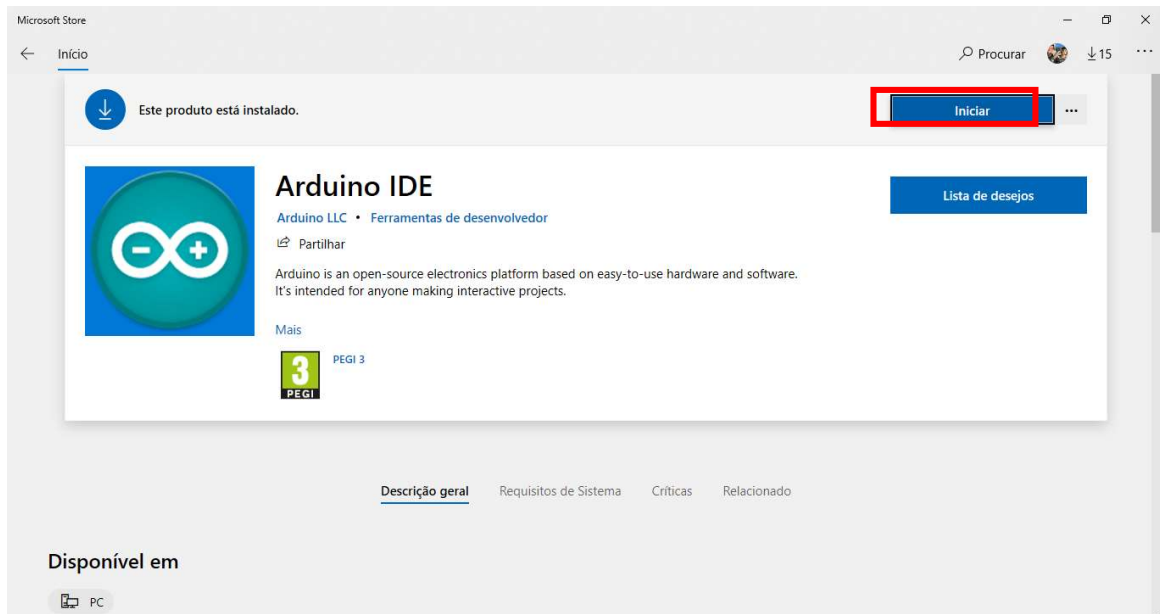 Microsoft Store
Início
Procurar
15
Este produto está instalado.
Iniciar
Arduino IDE
Lista de desejos
Arduino LLC • Ferramentas de desenvolvedor
Partilhar
Arduino is an open-source electronics platform based on easy-to-use hardware and software.
It's intended for anyone making interactive projects.
Mais
3
PEGI
PEGI 3
Descrição geral
Requisitos de Sistema
Críticas
Relacionado
Disponível em
PC